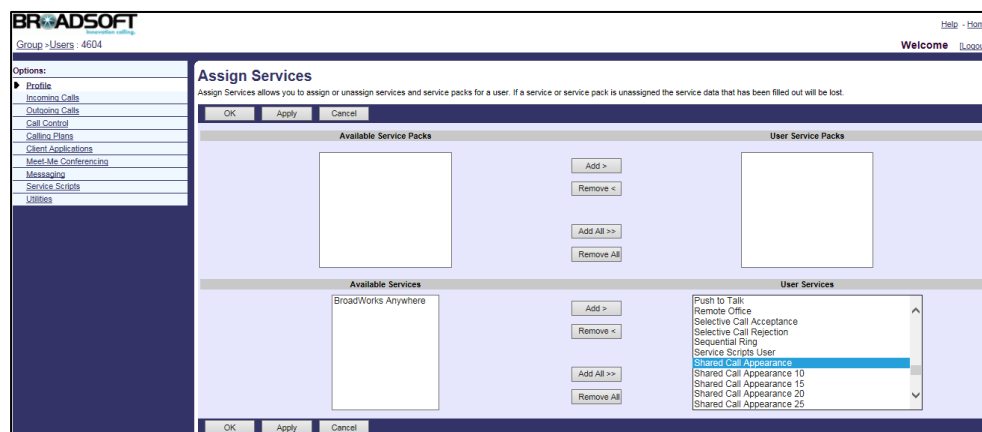 BROADSOFT
innovation calling.
Help - Hom
Group >Users : 4604
Welcome [Logou
Options:
Profile
Incoming Calls
Outgoing Calls
Call Control
Calling Plans
Client Applications
Meet-Me Conferencing
Messaging
Service Scripts
Utilities
Assign Services
Assign Services allows you to assign or unassign services and service packs for a user. If a service or service pack is unassigned the service data that has been filled out will be lost.
OK Apply Cancel
Available Service Packs User Service Packs
Add >
Remove <
Add All >>
Remove All
Available Services User Services
BroadWorks Anywhere
Add >
Remove <
Add All >>
Remove All
Push to Talk
Remote Office
Selective Call Acceptance
Selective Call Rejection
Sequential Ring
Service Scripts User
Shared Call Appearance
Shared Call Appearance 10
Shared Call Appearance 15
Shared Call Appearance 20
Shared Call Appearance 25
OK Apply Cancel